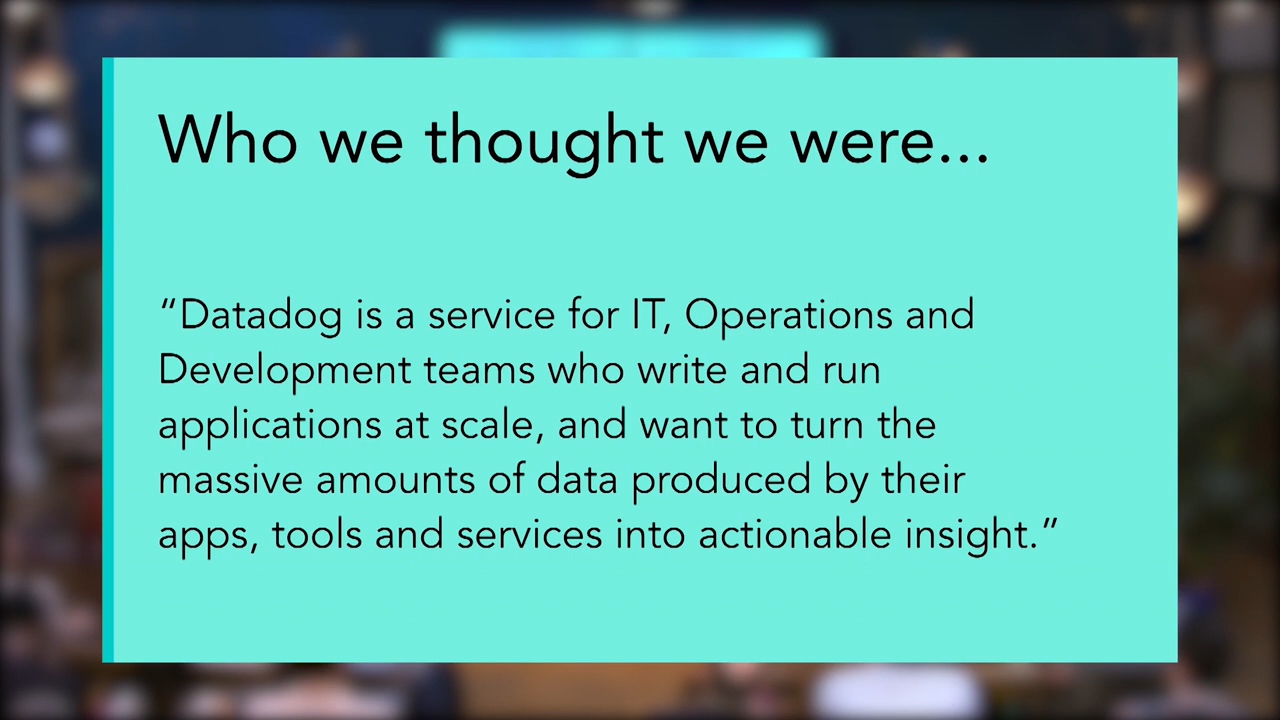 Who we thought we were...
“Datadog is a service for IT, Operations and
Development teams who write and run
applications at scale, and want to turn the
massive amounts of data produced by their
apps, tools and services into actionable insight.”